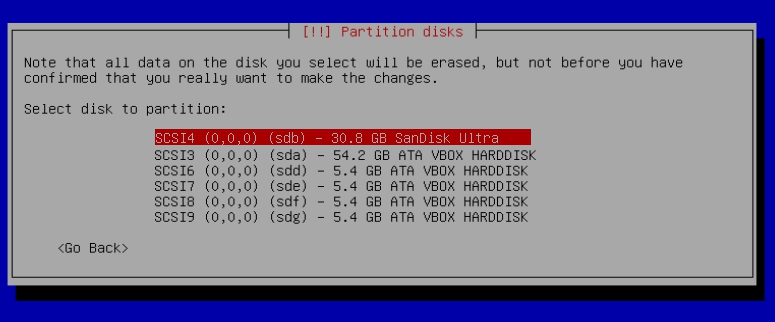 [!!] Partition disks
Note that all data on the disk you select will be erased, but not before you have
confirmed that you really want to make the changes.
Select disk to partition:
SCSI4 (0,0,0) (sdb) - 30.8 GB SanDisk Ultra
SCSI3 (0,0,0) (sda) - 54.2 GB ATA VBOX HARDDISK
SCSI6 (0,0,0) (sdd) - 5.4 GB ATA VBOX HARDDISK
SCSI7 (0,0,0) (sde) - 5.4 GB ATA VBOX HARDDISK
SCSI8 (0,0,0) (sdf) - 5.4 GB ATA VBOX HARDDISK
SCSI9 (0,0,0) (sdg) - 5.4 GB ATA VBOX HARDDISK
<Go Back>